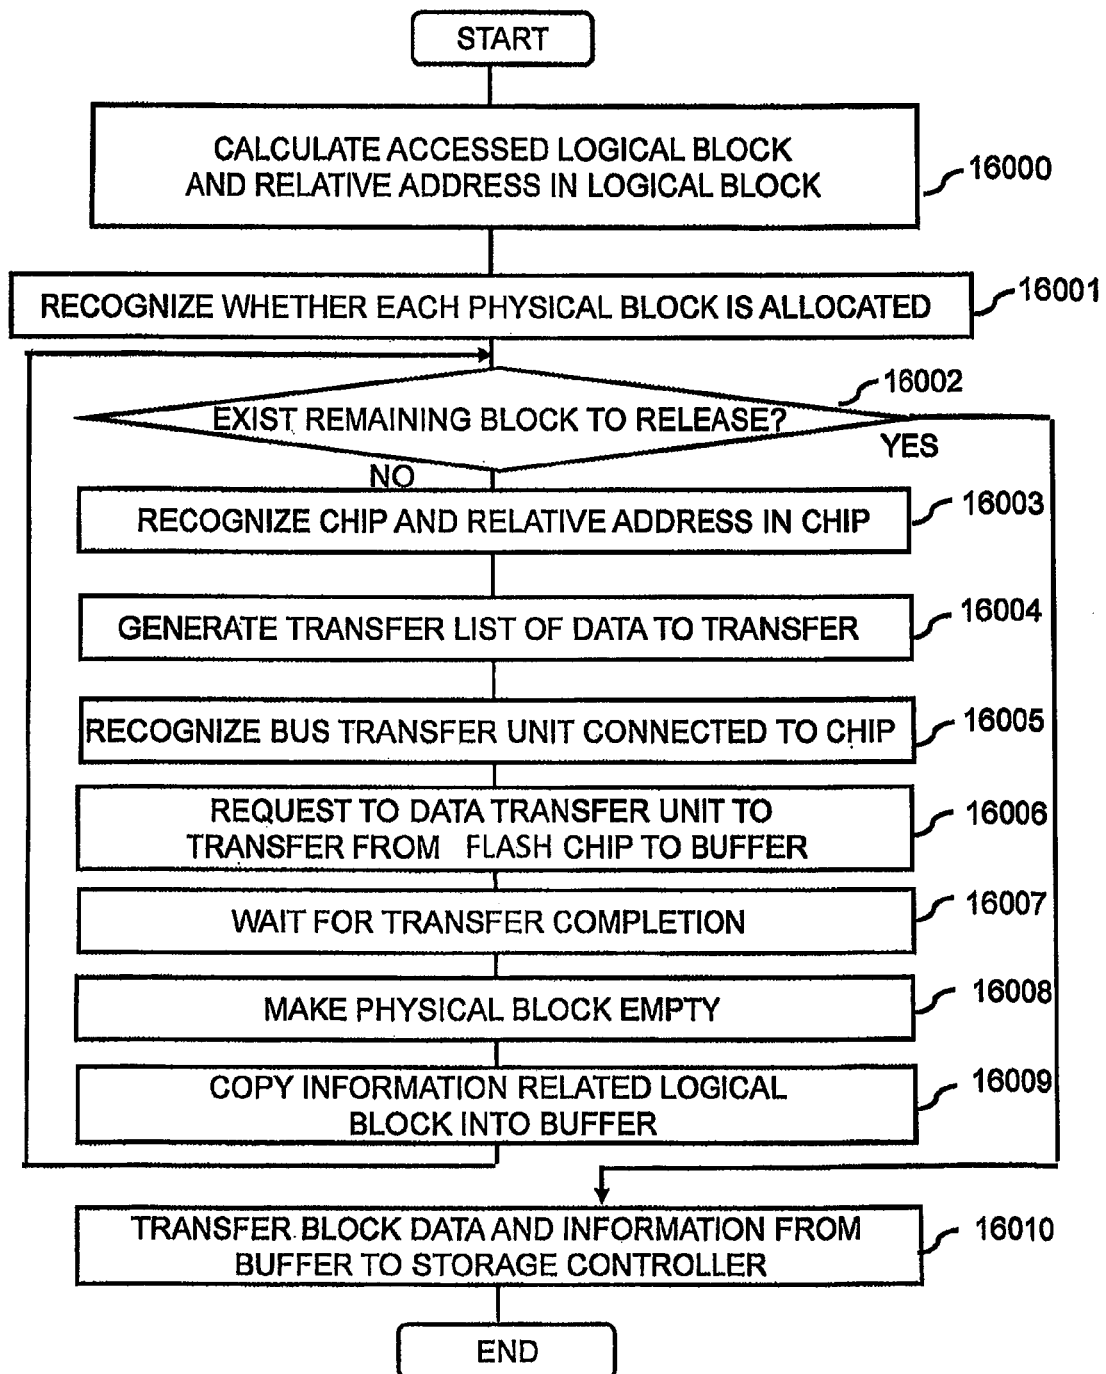 START
CALCULATE ACCESSED LOGICAL BLOCK
AND RELATIVE ADDRESS IN LOGICAL BLOCK
16000
RECOGNIZE WHETHER EACH PHYSICAL BLOCK IS ALLOCATED
16001
EXIST REMAINING BLOCK TO RELEASE?
16002
YES
NO
RECOGNIZE CHIP AND RELATIVE ADDRESS IN CHIP
16003
GENERATE TRANSFER LIST OF DATA TO TRANSFER
16004
RECOGNIZE BUS TRANSFER UNIT CONNECTED TO CHIP
16005
REQUEST TO DATA TRANSFER UNIT TO
TRANSFER FROM FLASH CHIP TO BUFFER
16006
WAIT FOR TRANSFER COMPLETION
16007
MAKE PHYSICAL BLOCK EMPTY
16008
COPY INFORMATION RELATED LOGICAL
BLOCK INTO BUFFER
16009
TRANSFER BLOCK DATA AND INFORMATION FROM
BUFFER TO STORAGE CONTROLLER
16010
END